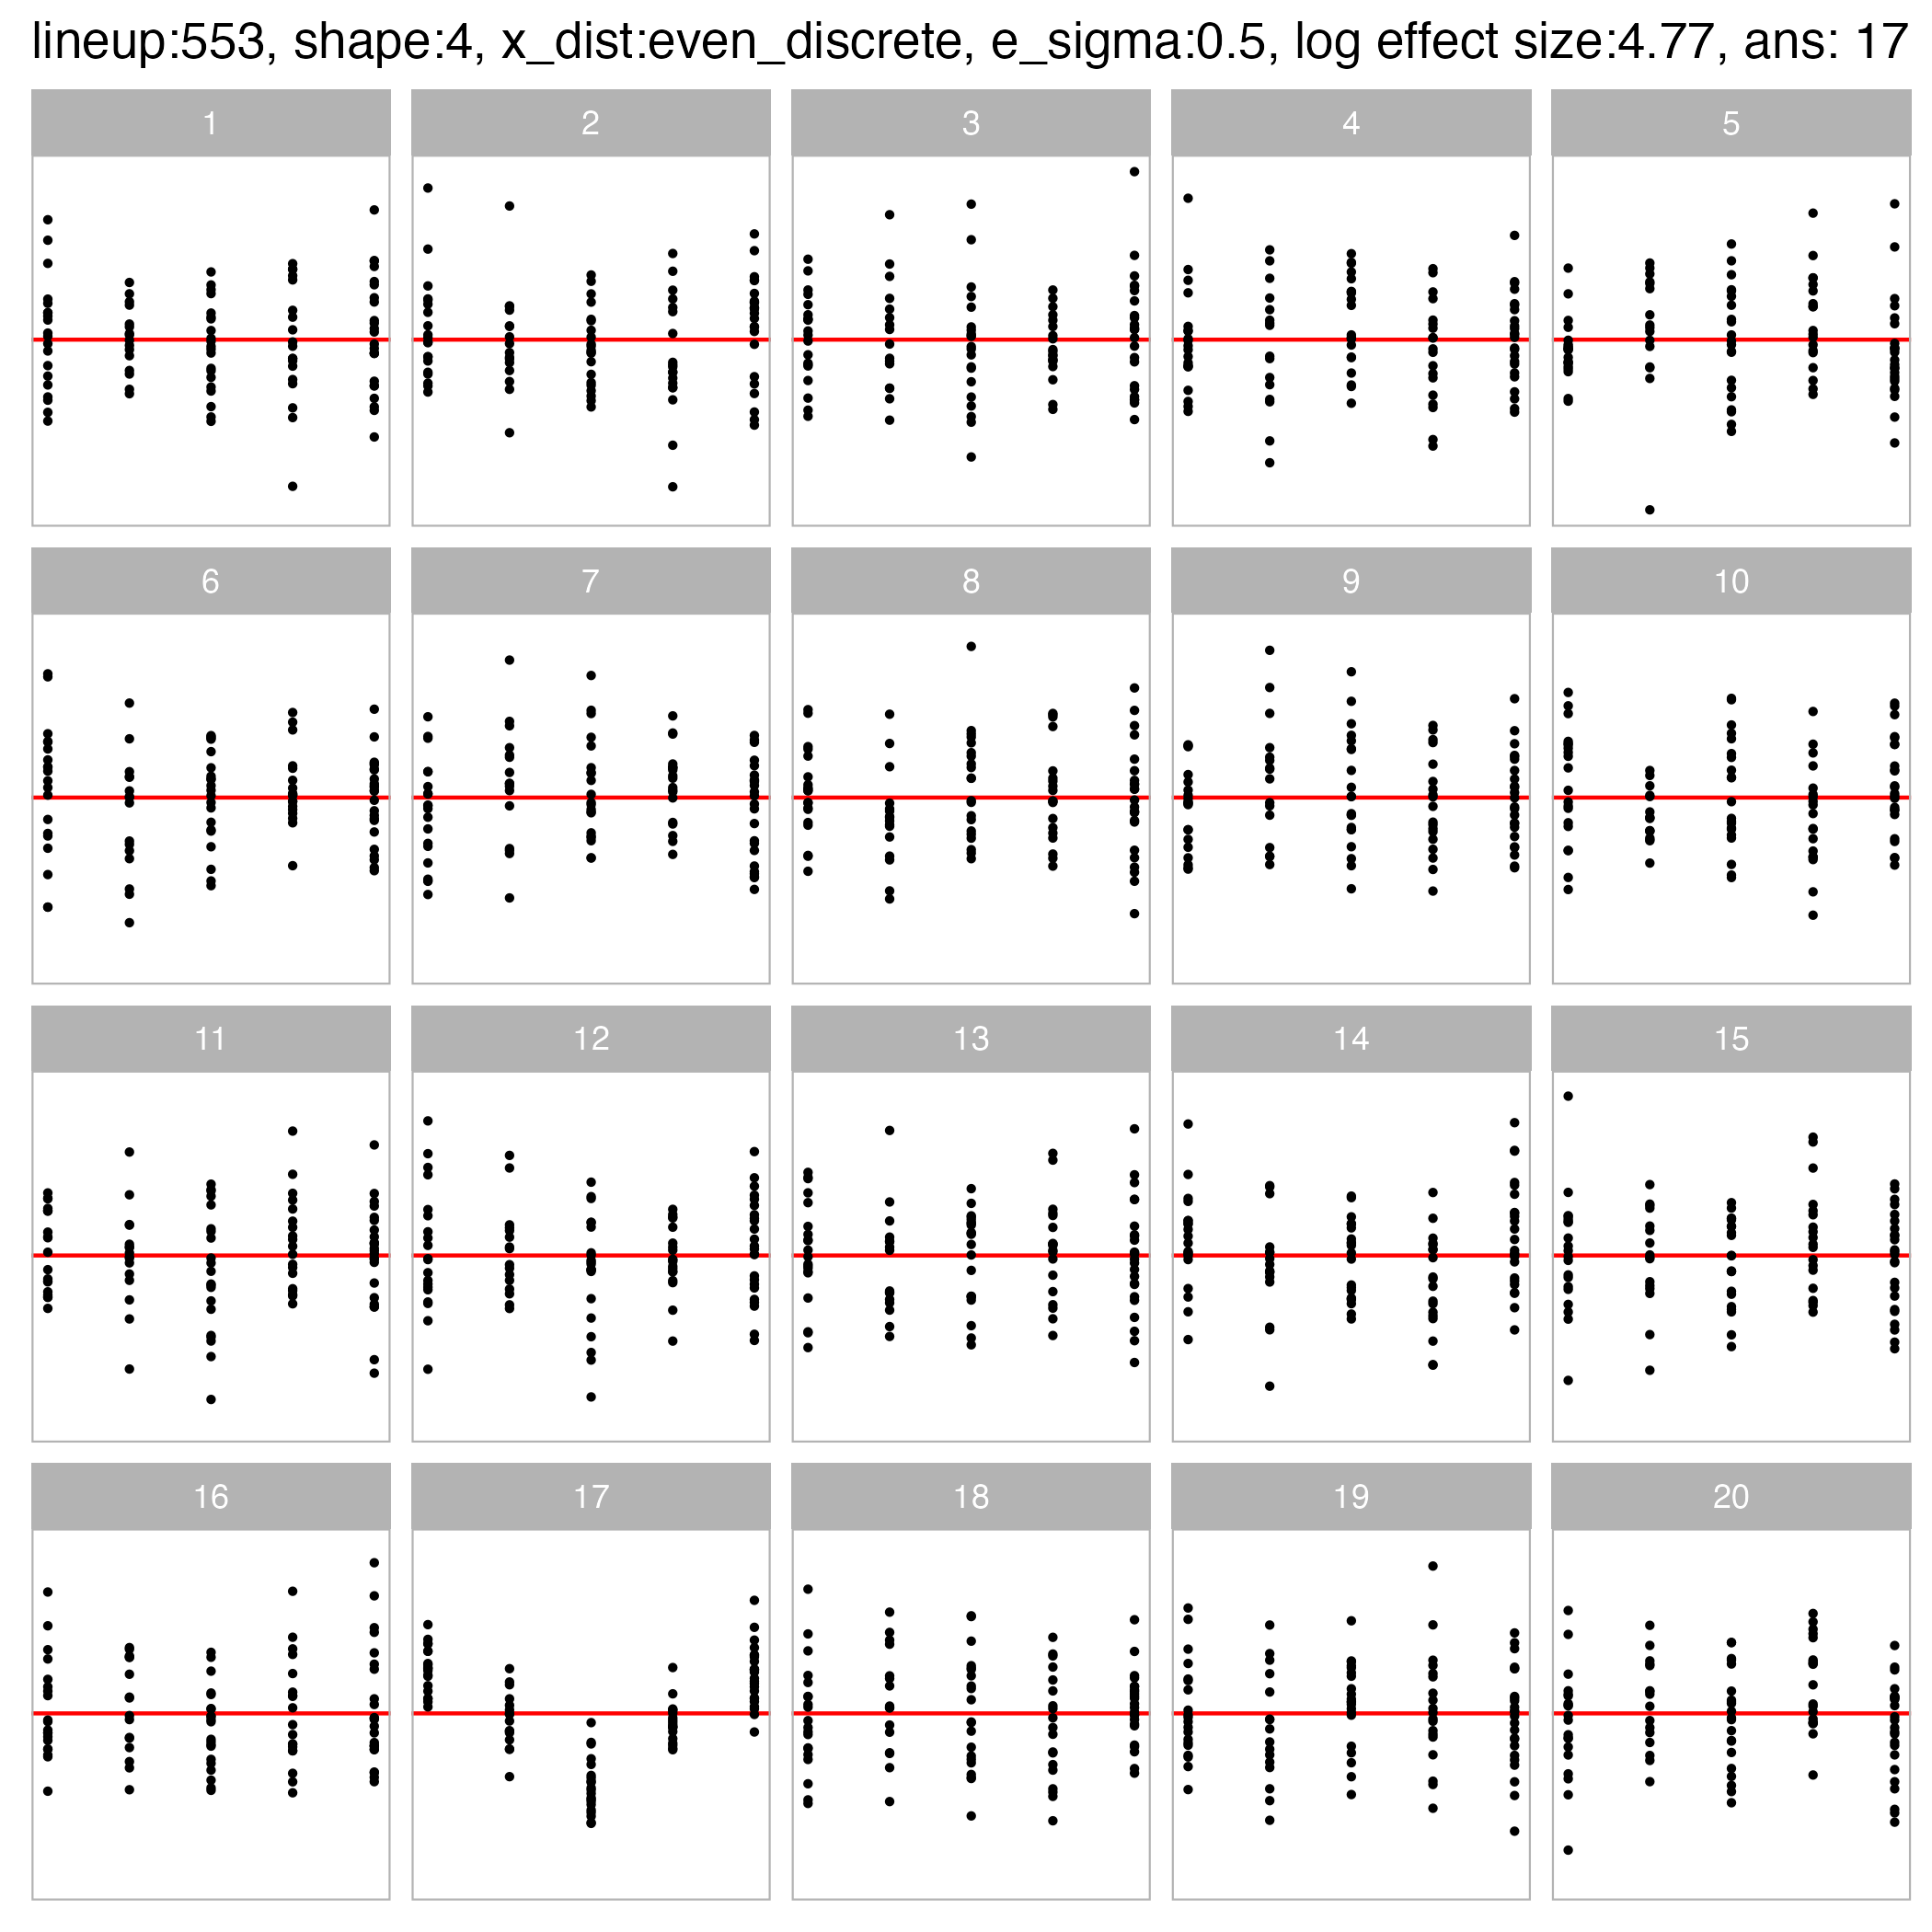 lineup:553, shape:4, x_dist:even_discrete, e_sigma:0.5, log effect size:4.77, ans: 17
1 2 3 4 5
6 7 8 9 10
11 12 13 14 15
16 17 18 19 20